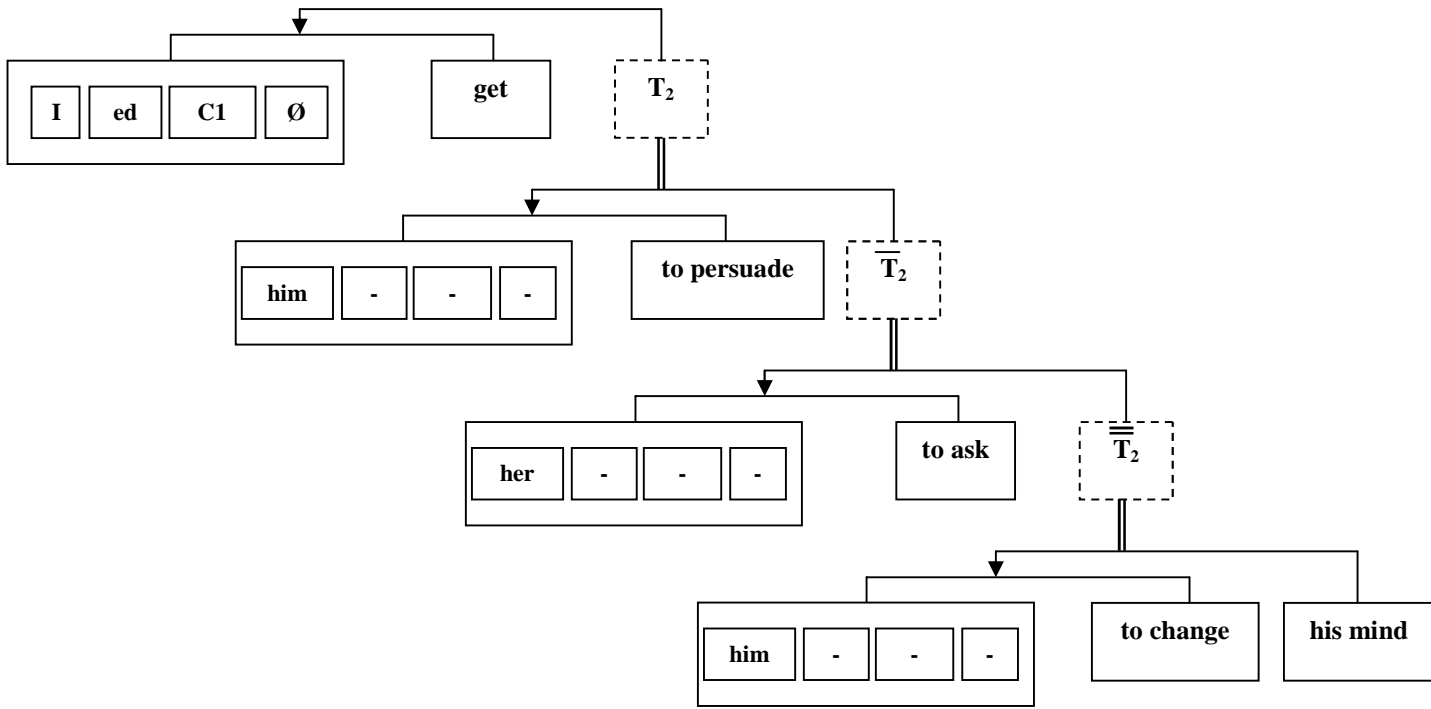 I ed C1 Ø get T₂
him - - - to persuade T̅₂
her - - - to ask T̿₂
him - - - to change his mind